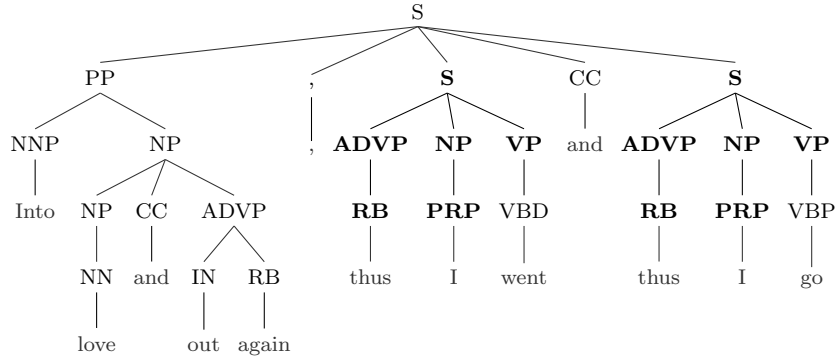 S
PP , S CC S
NNP NP , ADVP NP VP and ADVP NP VP
Into NP CC ADVP RB PRP VBD RB PRP VBP
NN and IN RB thus I went thus I go
love out again